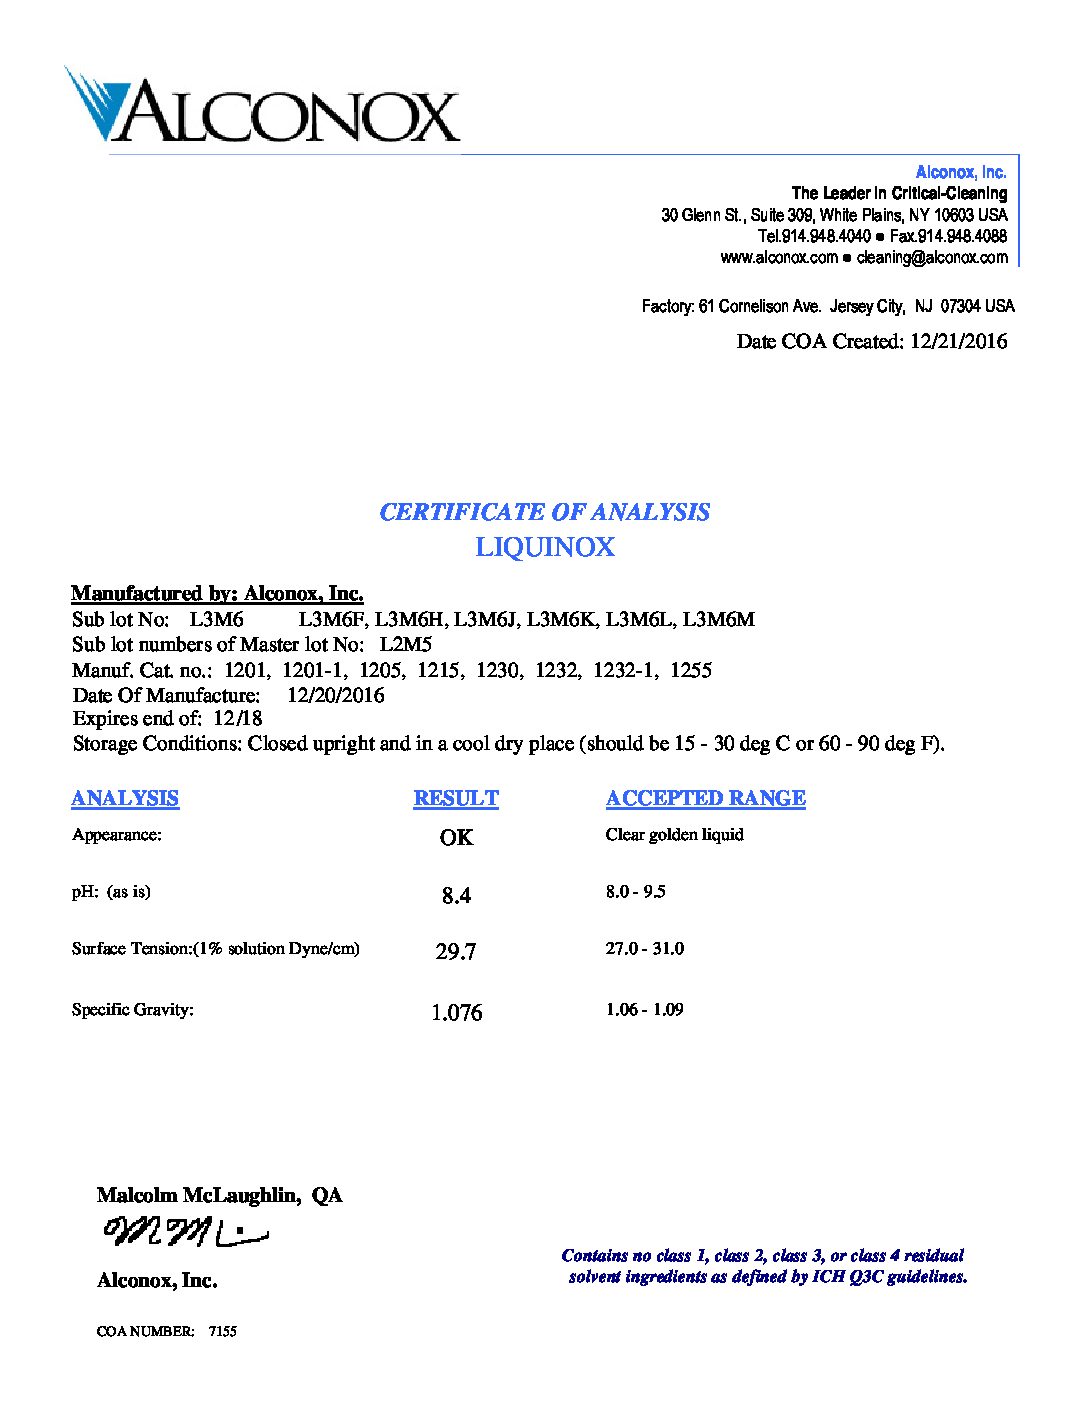 ALCONOX
Alconox, Inc.
The Leader in Critical-Cleaning
30 Glenn St., Suite 309, White Plains, NY 10603 USA
Tel.914.948.4040 ● Fax.914.948.4088
www.alconox.com ● cleaning@alconox.com
Factory: 61 Cornelison Ave. Jersey City, NJ 07304 USA
Date COA Created: 12/21/2016
CERTIFICATE OF ANALYSIS
LIQUINOX
Manufactured by: Alconox, Inc.
Sub lot No: L3M6 L3M6F, L3M6H, L3M6J, L3M6K, L3M6L, L3M6M
Sub lot numbers of Master lot No: L2M5
Manuf. Cat. no.: 1201, 1201-1, 1205, 1215, 1230, 1232, 1232-1, 1255
Date Of Manufacture: 12/20/2016
Expires end of: 12/18
Storage Conditions: Closed upright and in a cool dry place (should be 15 - 30 deg C or 60 - 90 deg F).
ANALYSIS RESULT ACCEPTED RANGE
Appearance: OK Clear golden liquid
pH: (as is) 8.4 8.0 - 9.5
Surface Tension:(1% solution Dyne/cm) 29.7 27.0 - 31.0
Specific Gravity: 1.076 1.06 - 1.09
Malcolm McLaughlin, QA
Alconox, Inc.
COA NUMBER: 7155
Contains no class 1, class 2, class 3, or class 4 residual
solvent ingredients as defined by ICH Q3C guidelines.